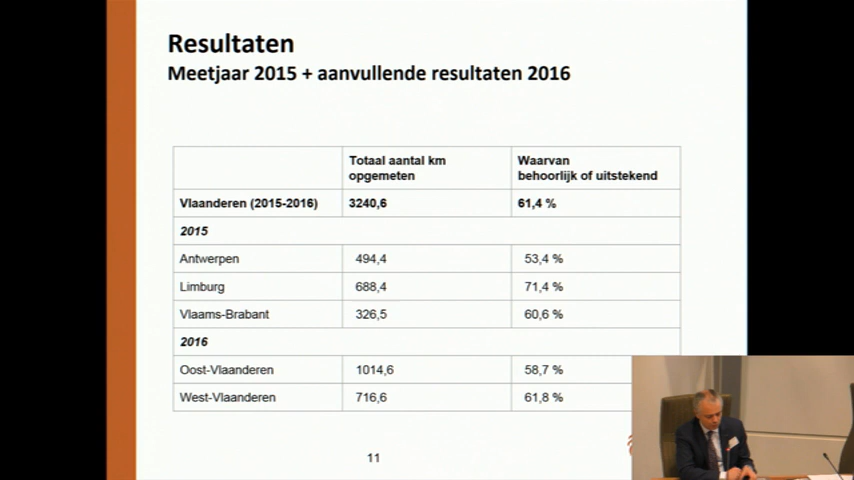 Resultaten
Meetjaar 2015 + aanvullende resultaten 2016
Totaal aantal km opgemeten
Waarvan behoorlijk of uitstekend
Vlaanderen (2015-2016) 3240,6 61,4 %
2015
Antwerpen 494,4 53,4 %
Limburg 688,4 71,4 %
Vlaams-Brabant 326,5 60,6 %
2016
Oost-Vlaanderen 1014,6 58,7 %
West-Vlaanderen 716,6 61,8 %
11